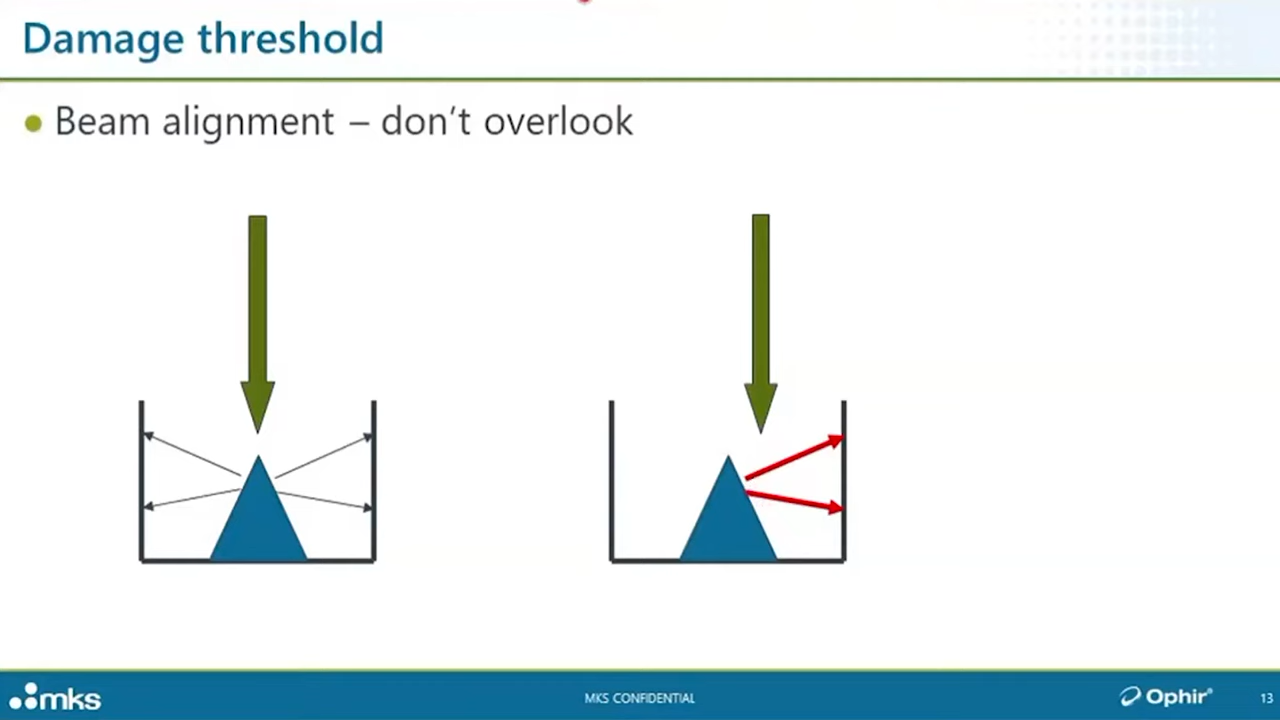 Damage threshold
Beam alignment – don't overlook
mks
MKS CONFIDENTIAL
Ophir®
13